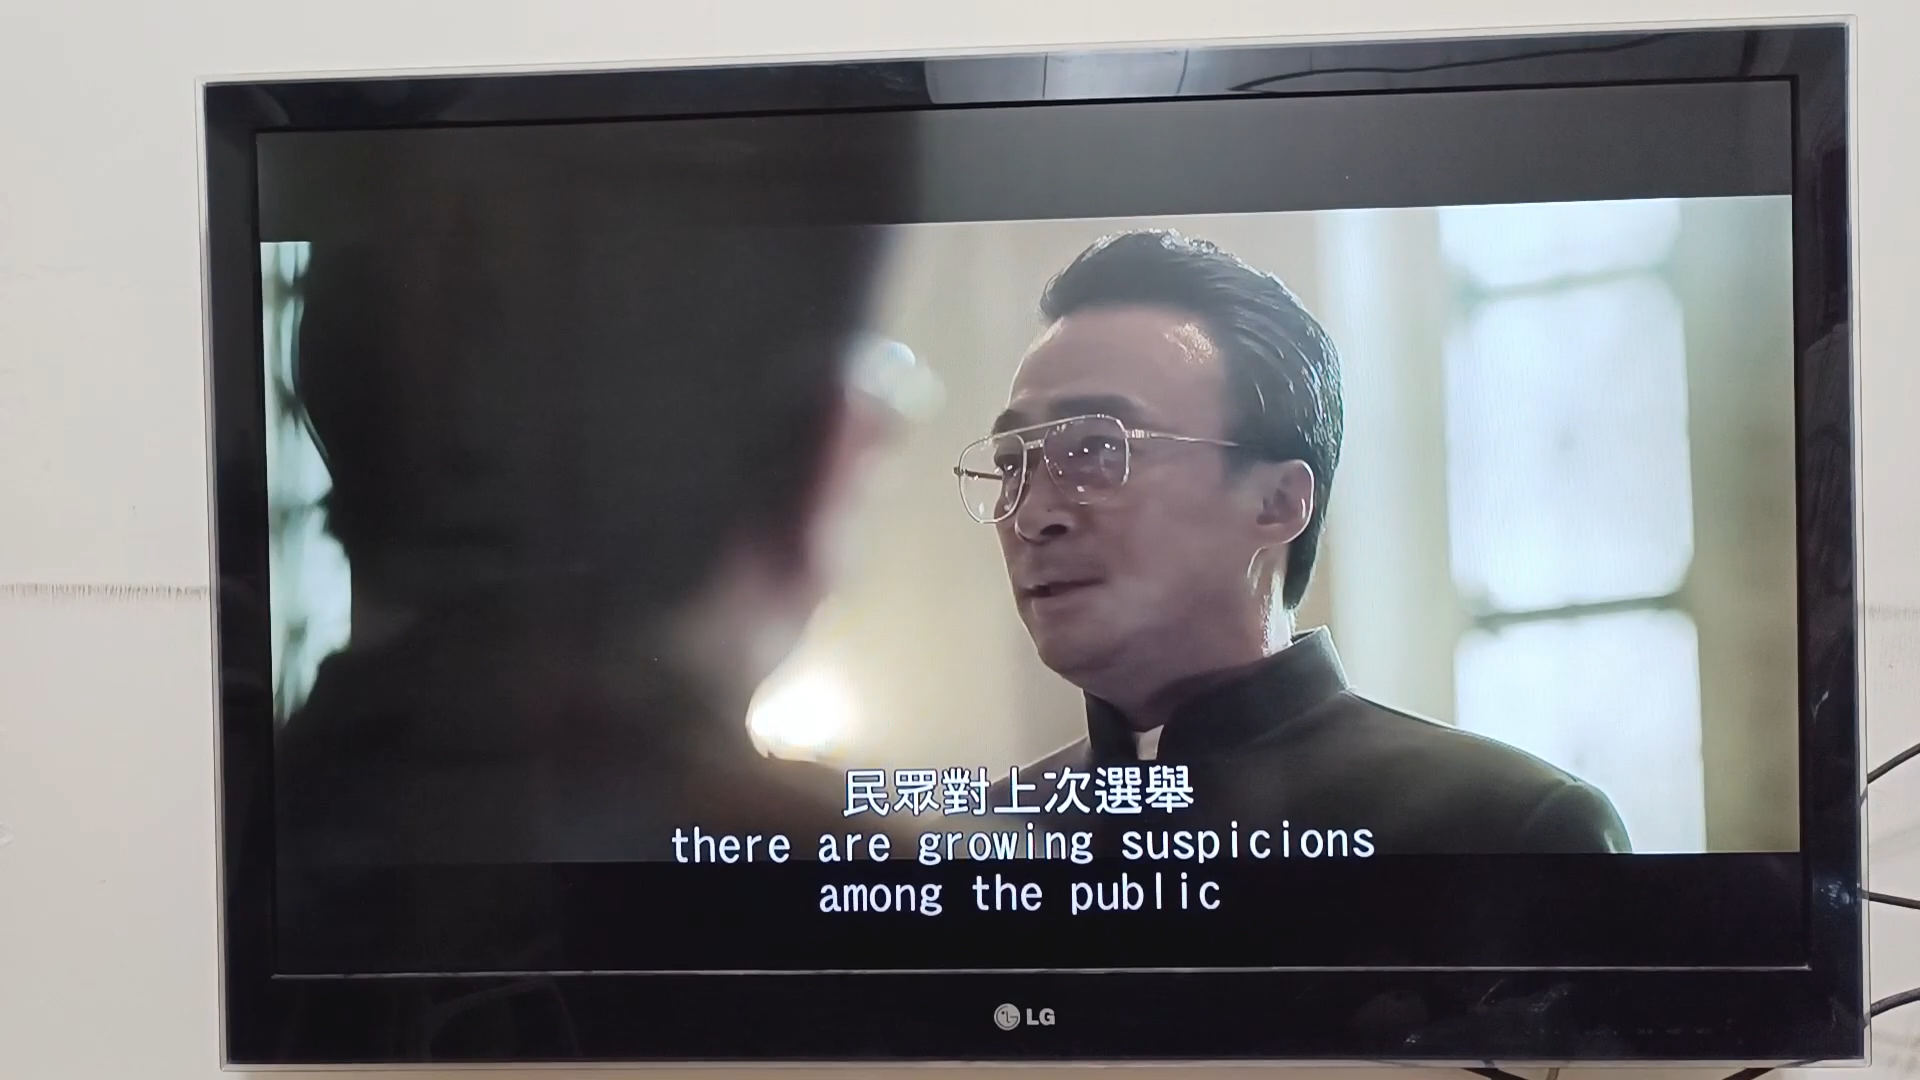 民眾對上次選舉
there are growing suspicions
among the public
LG